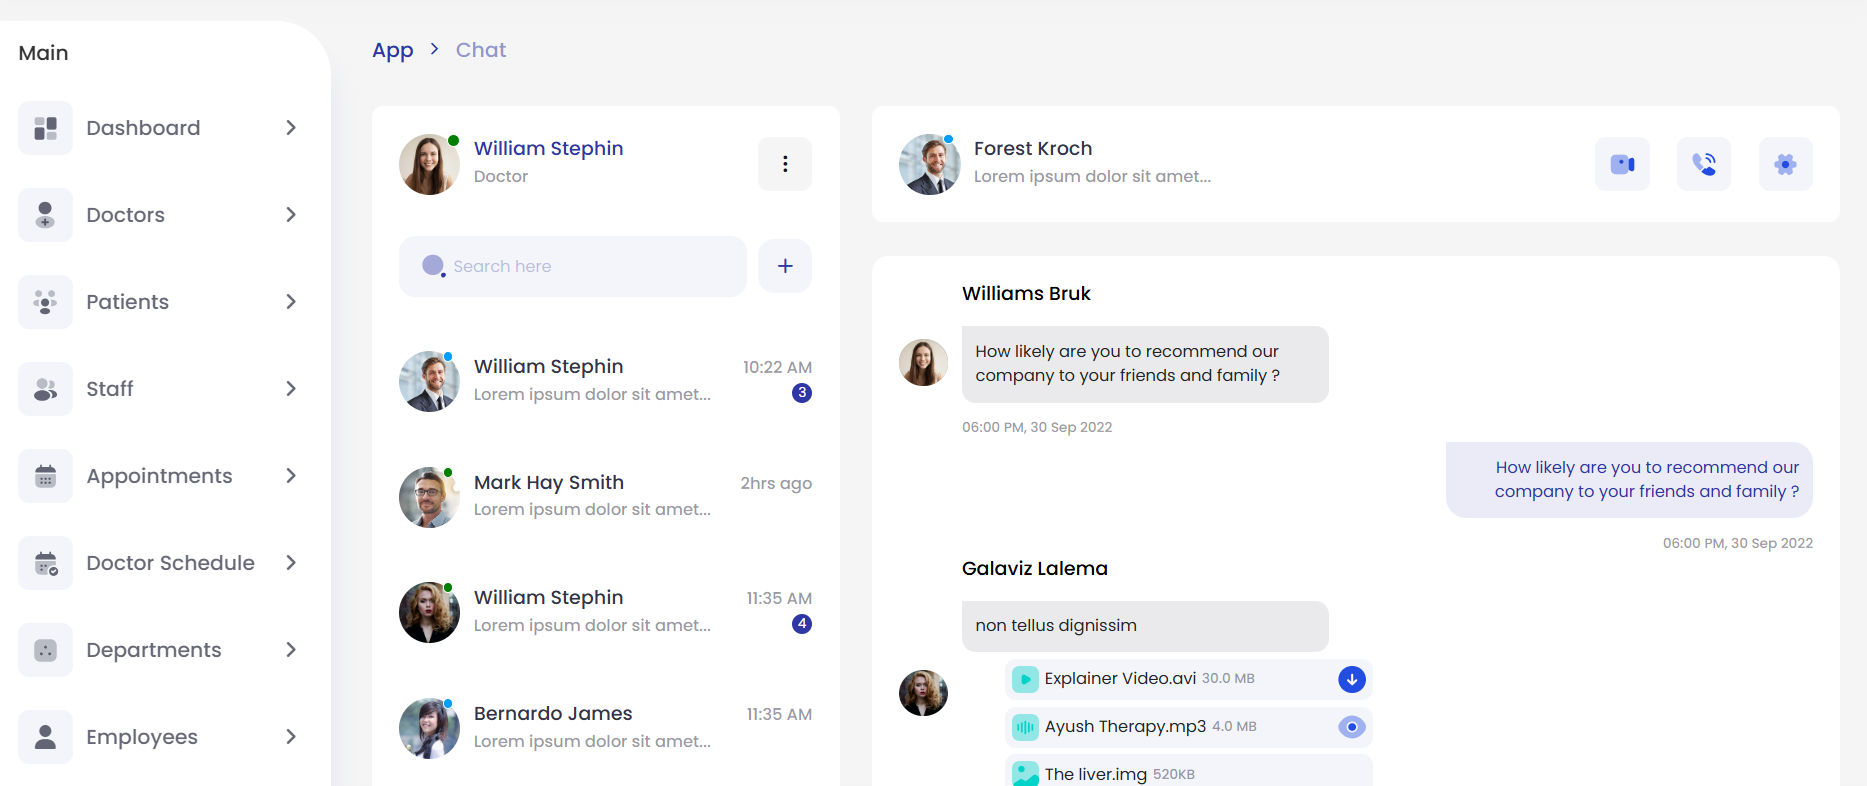 Main
Dashboard
Doctors
Patients
Staff
Appointments
Doctor Schedule
Departments
Employees
App > Chat
William Stephin
Doctor
Search here
William Stephin 10:22 AM
Lorem ipsum dolor sit amet... 3
Mark Hay Smith 2hrs ago
Lorem ipsum dolor sit amet...
William Stephin 11:35 AM
Lorem ipsum dolor sit amet... 4
Bernardo James 11:35 AM
Lorem ipsum dolor sit amet...
Forest Kroch
Lorem ipsum dolor sit amet...
Williams Bruk
How likely are you to recommend our
company to your friends and family ?
06:00 PM, 30 Sep 2022
How likely are you to recommend our
company to your friends and family ?
06:00 PM, 30 Sep 2022
Galaviz Lalema
non tellus dignissim
Explainer Video.avi 30.0 MB
Ayush Therapy.mp3 4.0 MB
The liver.img 520KB